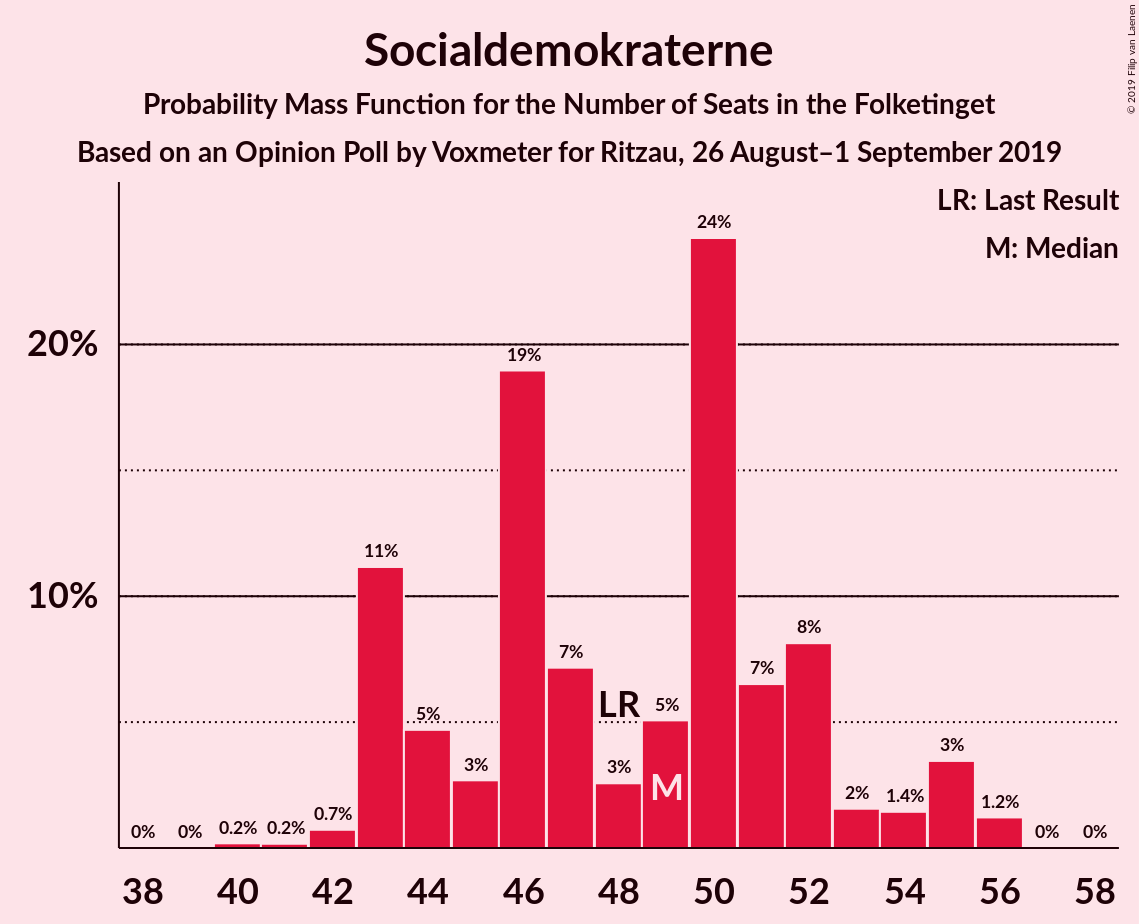 Socialdemokraterne
Probability Mass Function for the Number of Seats in the Folketinget
Based on an Opinion Poll by Voxmeter for Ritzau, 26 August–1 September 2019
© 2019 Filip van Laenen
LR: Last Result
M: Median
20%
10%
0%
0%
0.2%
0.2%
0.7%
11%
5%
3%
19%
7%
3%
5%
24%
7%
8%
2%
1.4%
3%
1.2%
0%
0%
LR
M
38 40 42 44 46 48 50 52 54 56 58